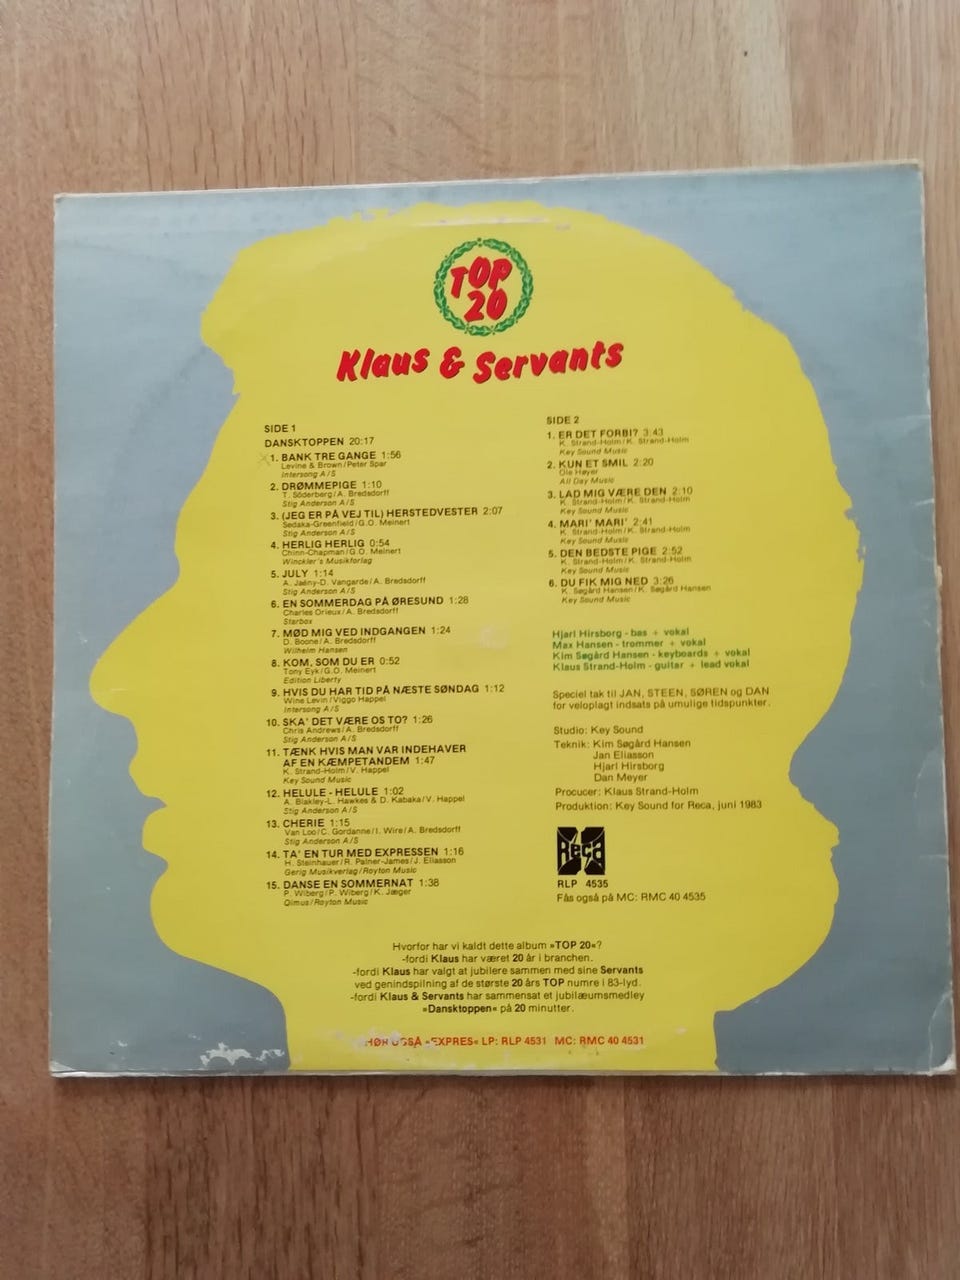 TOP
20
Klaus & Servants
SIDE 1
DANSKTOPPEN 20:17
1. BANK TRE GANGE 1:56
Levine & Brown/Peter Spar
Intersong A/S
2. DRØMMEPIGE 1:10
T. Söderberg/A. Bredsdorff
Stig Anderson A/S
3. (JEG ER PÅ VEJ TIL) HERSTEDVESTER 2:07
Sedaka-Greenfield/G.O. Meinert
Stig Anderson A/S
4. HERLIG HERLIG 0:54
Chinn-Chapman/G.O. Meinert
Winckler's Musikforlag
5. JULY 1:14
A. Jaény-D. Vangarde/A. Bredsdorff
Stig Anderson A/S
6. EN SOMMERDAG PÅ ØRESUND 1:28
Charles Orieux/A. Bredsdorff
Starbox
7. MØD MIG VED INDGANGEN 1:24
D. Boone/A. Bredsdorff
Wilhelm Hansen
8. KOM, SOM DU ER 0:52
Tony Eyk/G.O. Meinert
Edition Liberty
9. HVIS DU HAR TID PÅ NÆSTE SØNDAG 1:12
Wine Levin/Viggo Happel
Intersong A/S
10. SKA' DET VÆRE OS TO? 1:26
Chris Andrews/A. Bredsdorff
Stig Anderson A/S
11. TÆNK HVIS MAN VAR INDEHAVER
AF EN KÆMPETANDEM 1:47
K. Strand-Holm/V. Happel
Key Sound Music
12. HELULE - HELULE 1:02
A. Blakley-L. Hawkes & D. Kabaka/V. Happel
Stig Anderson A/S
13. CHERIE 1:15
Van Loo/C. Gordanne/I. Wire/A. Bredsdorff
Stig Anderson A/S
14. TA' EN TUR MED EXPRESSEN 1:16
H. Steinhauer/R. Palner-James/J. Eliasson
Gerig Musikverlag/Royton Music
15. DANSE EN SOMMERNAT 1:38
P. Wiberg/P. Wiberg/K. Jæger
Qimus/Royton Music
SIDE 2
1. ER DET FORBI? 3:43
K. Strand-Holm/K. Strand-Holm
Key Sound Music
2. KUN ET SMIL 2:20
Ole Høyer
All Day Music
3. LAD MIG VÆRE DEN 2:10
K. Strand-Holm/K. Strand-Holm
Key Sound Music
4. MARI' MARI' 2:41
K. Strand-Holm/K. Strand-Holm
Key Sound Music
5. DEN BEDSTE PIGE 2:52
K. Strand-Holm/K. Strand-Holm
Key Sound Music
6. DU FIK MIG NED 3:26
K. Søgård Hansen/K. Søgård Hansen
Key Sound Music
Hjarl Hirsborg - bas + vokal
Max Hansen - trommer + vokal
Kim Søgård Hansen - keyboards + vokal
Klaus Strand-Holm - guitar + lead vokal
Speciel tak til JAN, STEEN, SØREN og DAN
for veloplagt indsats på umulige tidspunkter.
Studio: Key Sound
Teknik: Kim Søgård Hansen
Jan Eliasson
Hjarl Hirsborg
Dan Meyer
Producer: Klaus Strand-Holm
Produktion: Key Sound for Reca, juni 1983
Reca
RLP 4535
Fås også på MC: RMC 40 4535
Hvorfor har vi kaldt dette album »TOP 20«?
-fordi Klaus har været 20 år i branchen.
-fordi Klaus har valgt at jubilere sammen med sine Servants
ved genindspilning af de største 20 års TOP numre i 83-lyd.
-fordi Klaus & Servants har sammensat et jubilæumsmedley
»Dansktoppen« på 20 minutter.
HØR OGSÅ »EXPRES« LP: RLP 4531 MC: RMC 40 4531